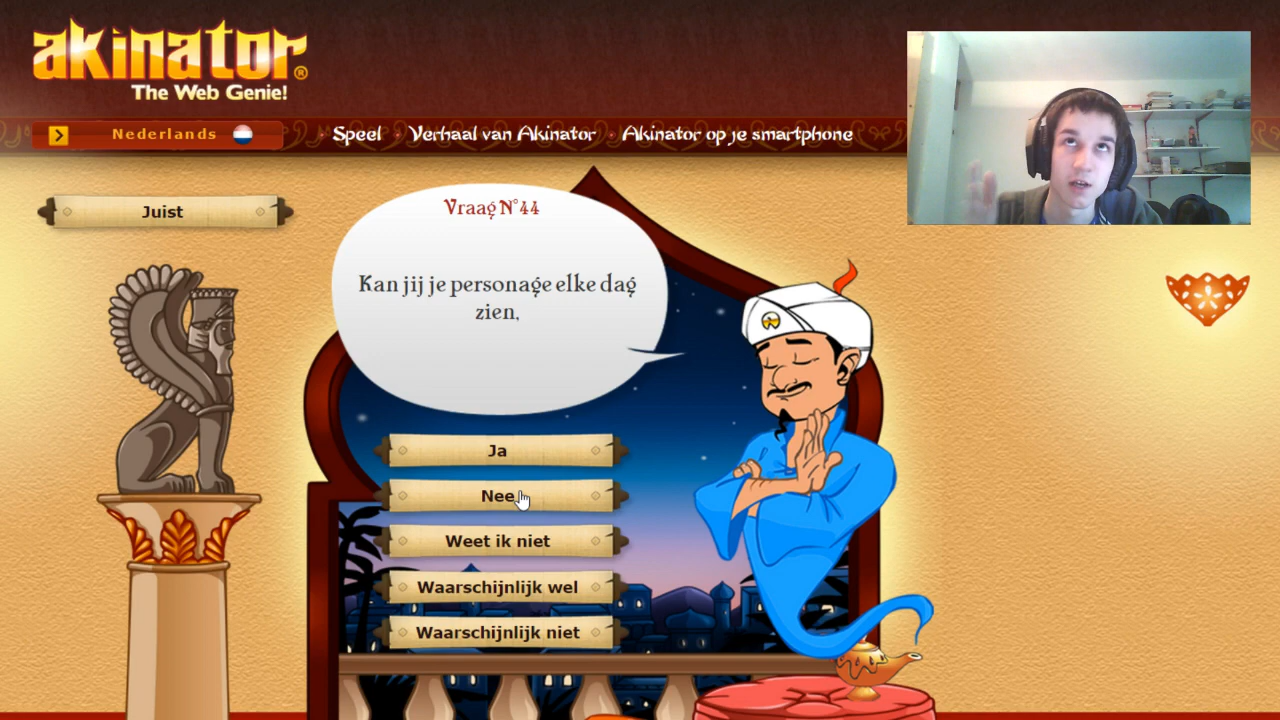 akinator®
The Web Genie!
Nederlands
Speel · Verhaal van Akinator · Akinator op je smartphone
Juist
Vraag N°44
Kan jij je personage elke dag
zien,
Ja
Nee
Weet ik niet
Waarschijnlijk wel
Waarschijnlijk niet